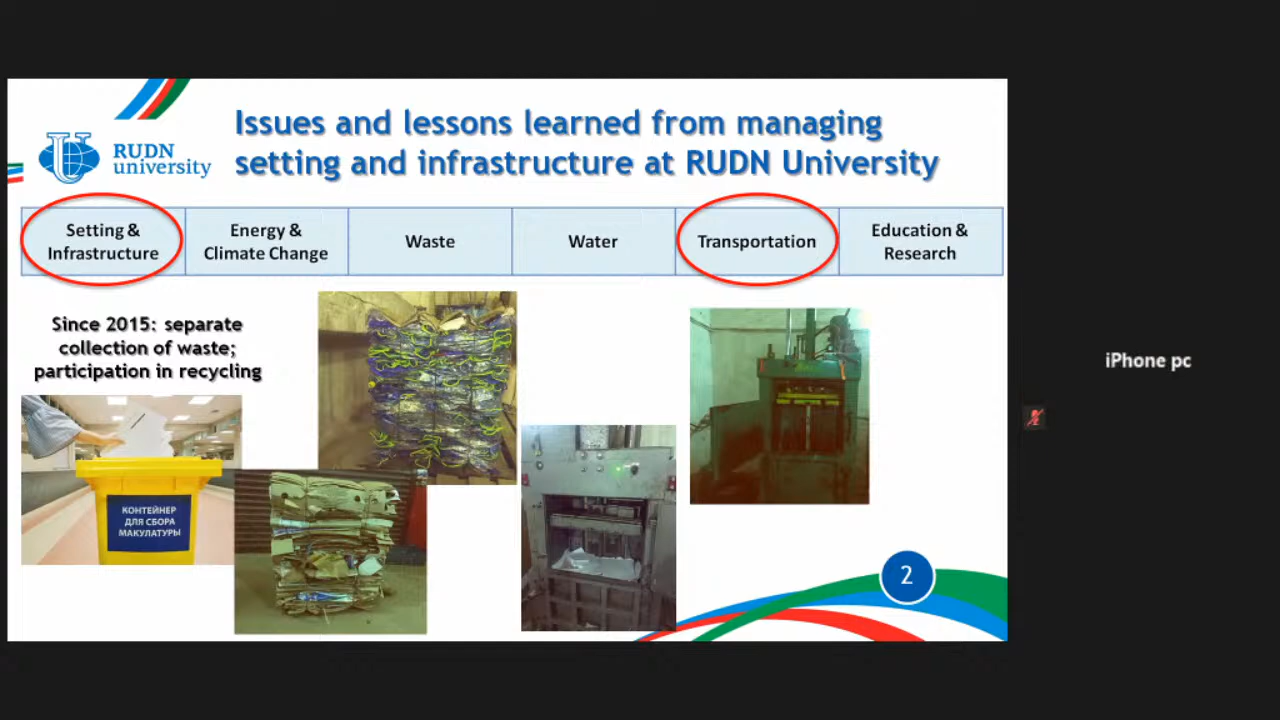 Issues and lessons learned from managing
setting and infrastructure at RUDN University
RUDN
university
Setting &
Infrastructure
Energy &
Climate Change
Waste
Water
Transportation
Education &
Research
Since 2015: separate
collection of waste;
participation in recycling
КОНТЕЙНЕР
ДЛЯ СБОРА
МАКУЛАТУРЫ
2
iPhone pc